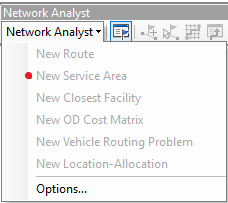 Network Analyst
Network Analyst
New Route
New Service Area
New Closest Facility
New OD Cost Matrix
New Vehicle Routing Problem
New Location-Allocation
Options...